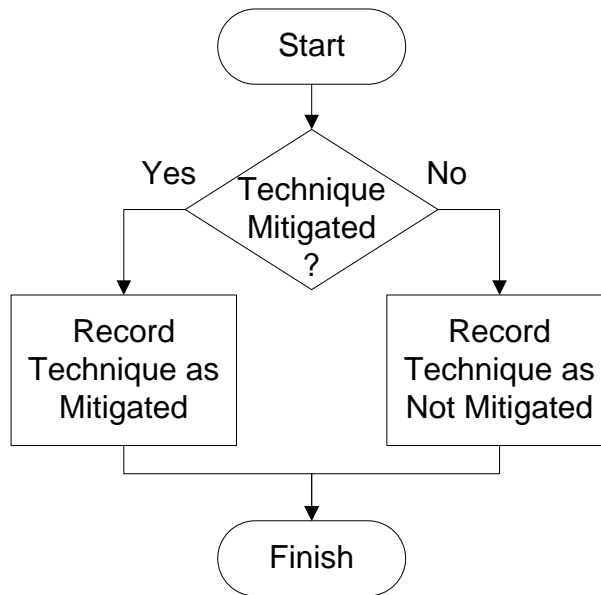 Start
Yes
No
Technique
Mitigated
?
Record
Technique as
Mitigated
Record
Technique as
Not Mitigated
Finish